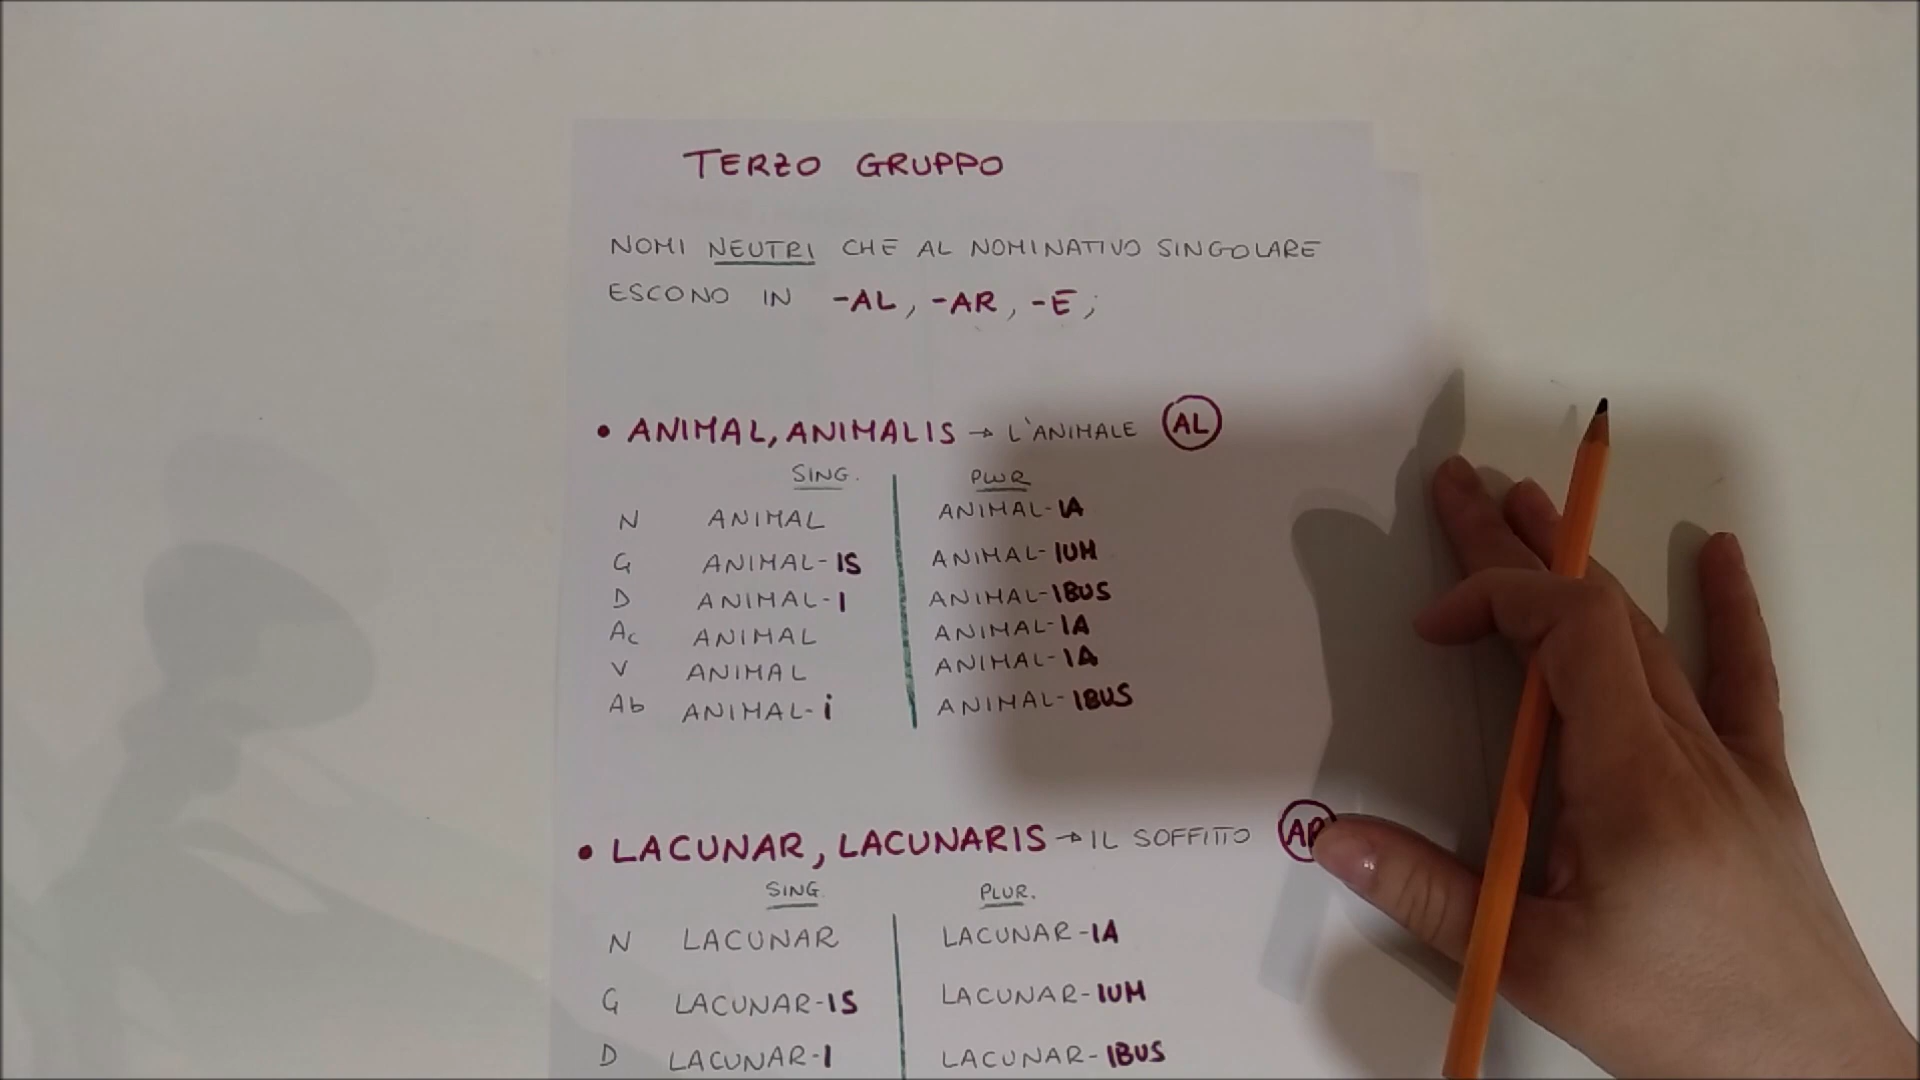 TERZO GRUPPO
NOMI NEUTRI CHE AL NOMINATIVO SINGOLARE
ESCONO IN -AL, -AR, -E;
• ANIMAL, ANIMALIS → L'ANIMALE AL
SING. PLUR
N ANIMAL ANIMAL-IA
G ANIMAL-IS ANIMAL-IUM
D ANIMAL-I ANIMAL-IBUS
Ac ANIMAL ANIMAL-IA
V ANIMAL ANIMAL-IA
Ab ANIMAL-i ANIMAL-IBUS
• LACUNAR, LACUNARIS → IL SOFFITTO AR
SING. PLUR.
N LACUNAR LACUNAR-IA
G LACUNAR-IS LACUNAR-IUM
D LACUNAR-I LACUNAR-IBUS